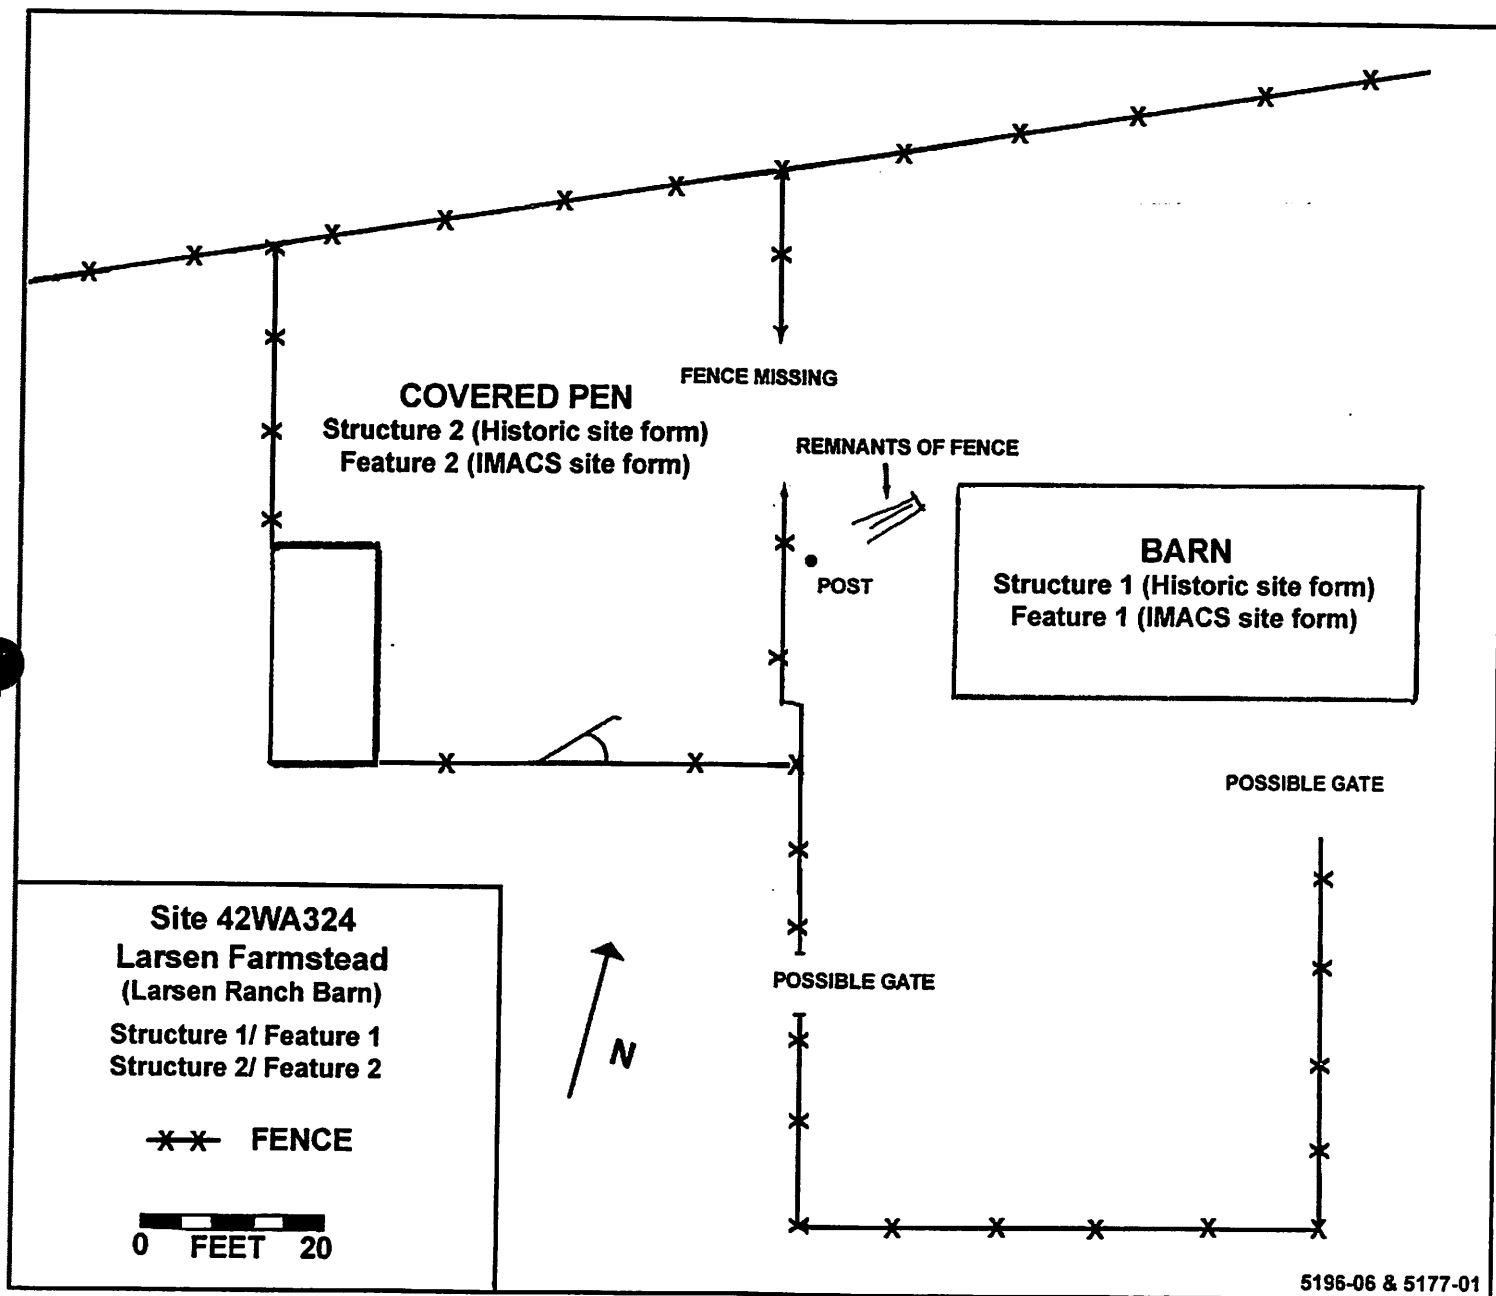 FENCE MISSING
COVERED PEN
Structure 2 (Historic site form)
Feature 2 (IMACS site form)
REMNANTS OF FENCE
POST
BARN
Structure 1 (Historic site form)
Feature 1 (IMACS site form)
POSSIBLE GATE
POSSIBLE GATE
N
Site 42WA324
Larsen Farmstead
(Larsen Ranch Barn)
Structure 1/ Feature 1
Structure 2/ Feature 2
FENCE
0 FEET 20
5196-06 & 5177-01